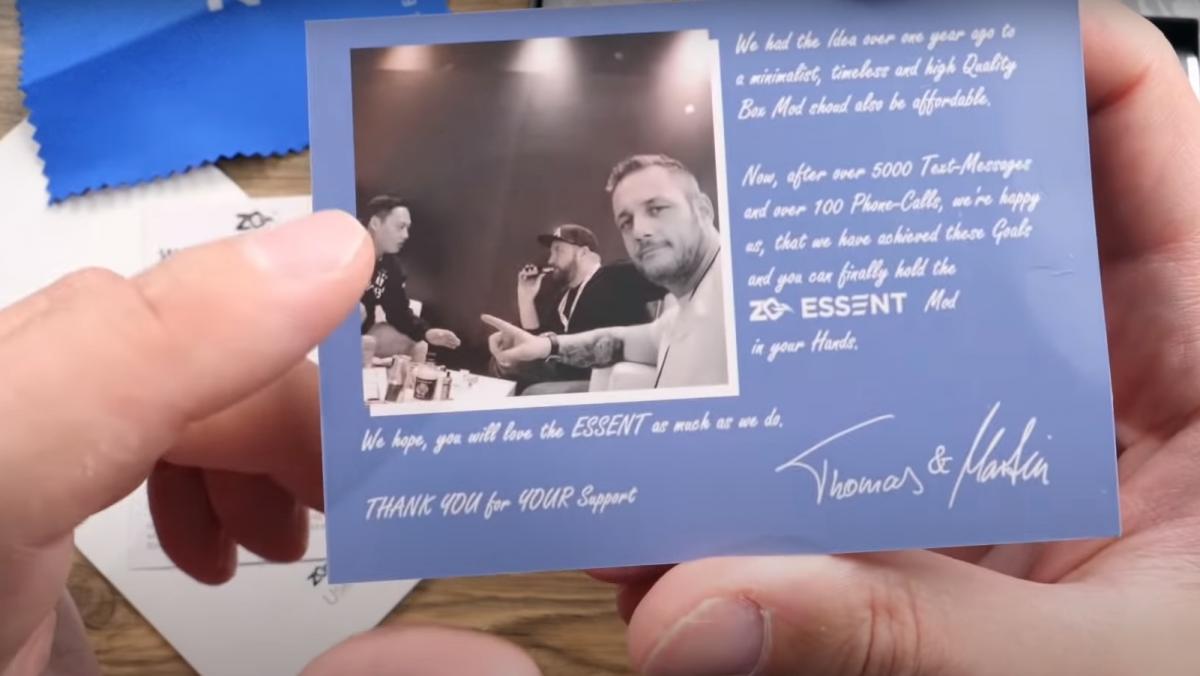 We had the Idea over one year ago to
a minimalist, timeless and high Quality
Box Mod shoud also be affordable.
Now, after over 5000 Text-Messages
and over 100 Phone-Calls, we're happy
us, that we have achieved these Goals
and you can finally hold the
ZQ ESSENT Mod
in your Hands.
We hope, you will love the ESSENT as much as we do.
THANK YOU for YOUR Support
Thomas & Martin